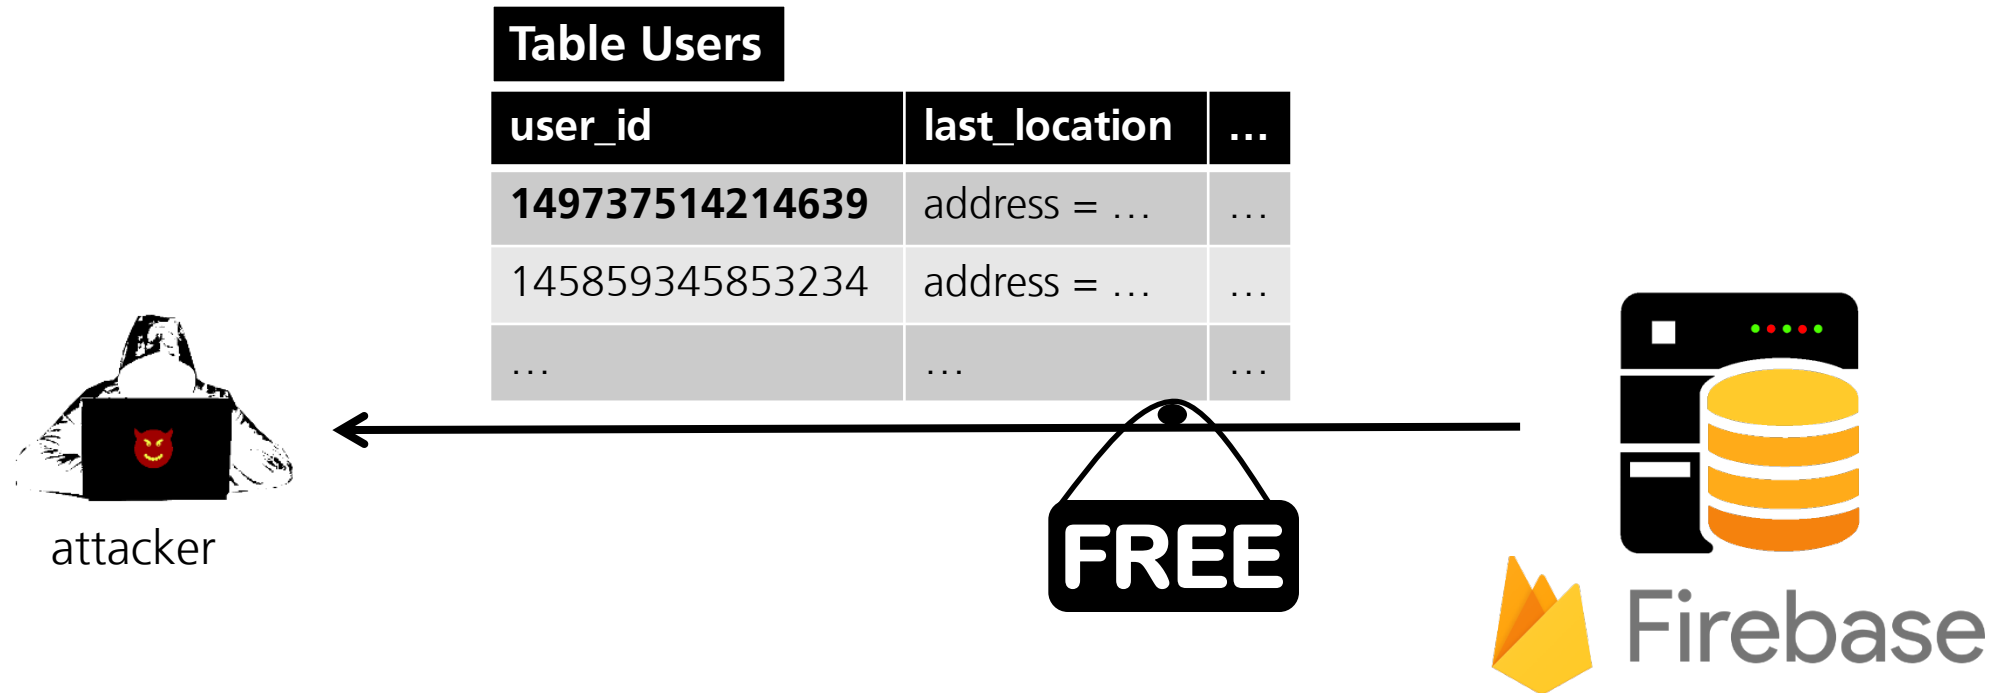 Table Users
user_id last_location ...
149737514214639 address = ... ...
145859345853234 address = ... ...
... ... ...
attacker
FREE
Firebase